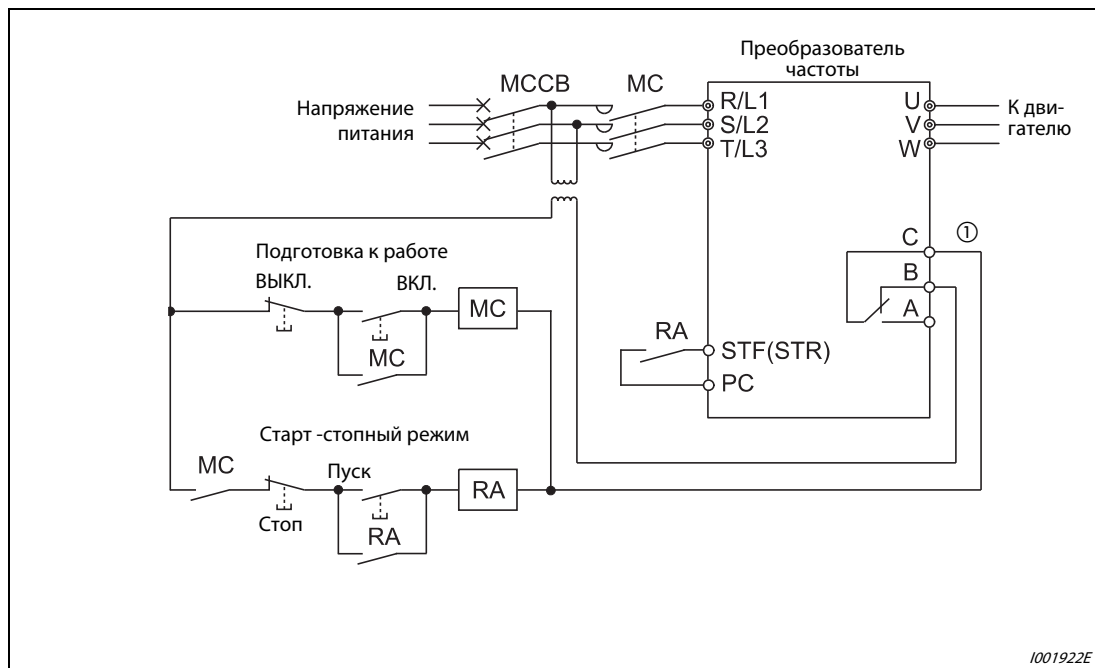 Преобразователь
частоты
MCCB
MC
Напряжение
питания
R/L1
S/L2
T/L3
U
V
W
К дви-
гателю
C
①
B
A
Подготовка к работе
ВЫКЛ.
ВКЛ.
MC
MC
RA
STF(STR)
PC
Старт -стопный режим
MC
Пуск
RA
Стоп
RA
I001922E